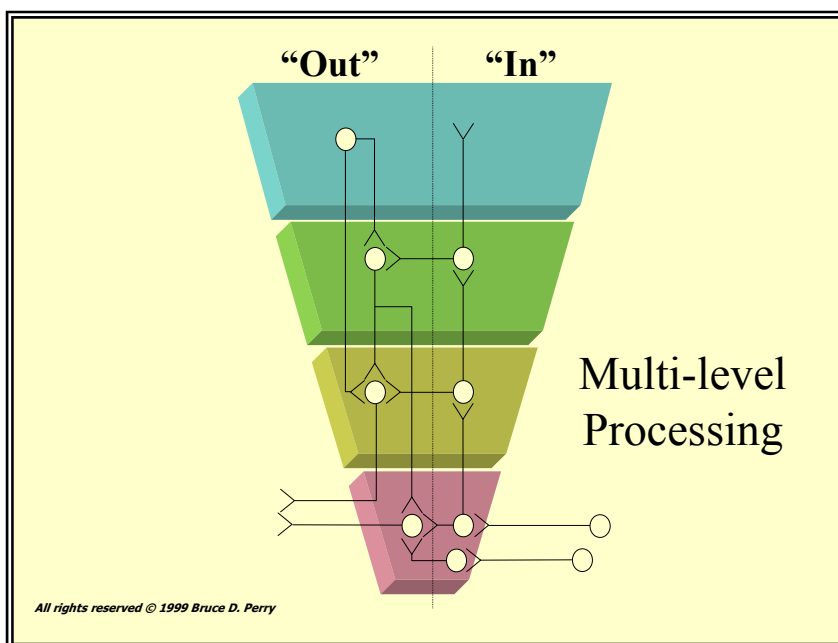 “Out” “In”
Multi-level
Processing
All rights reserved © 1999 Bruce D. Perry